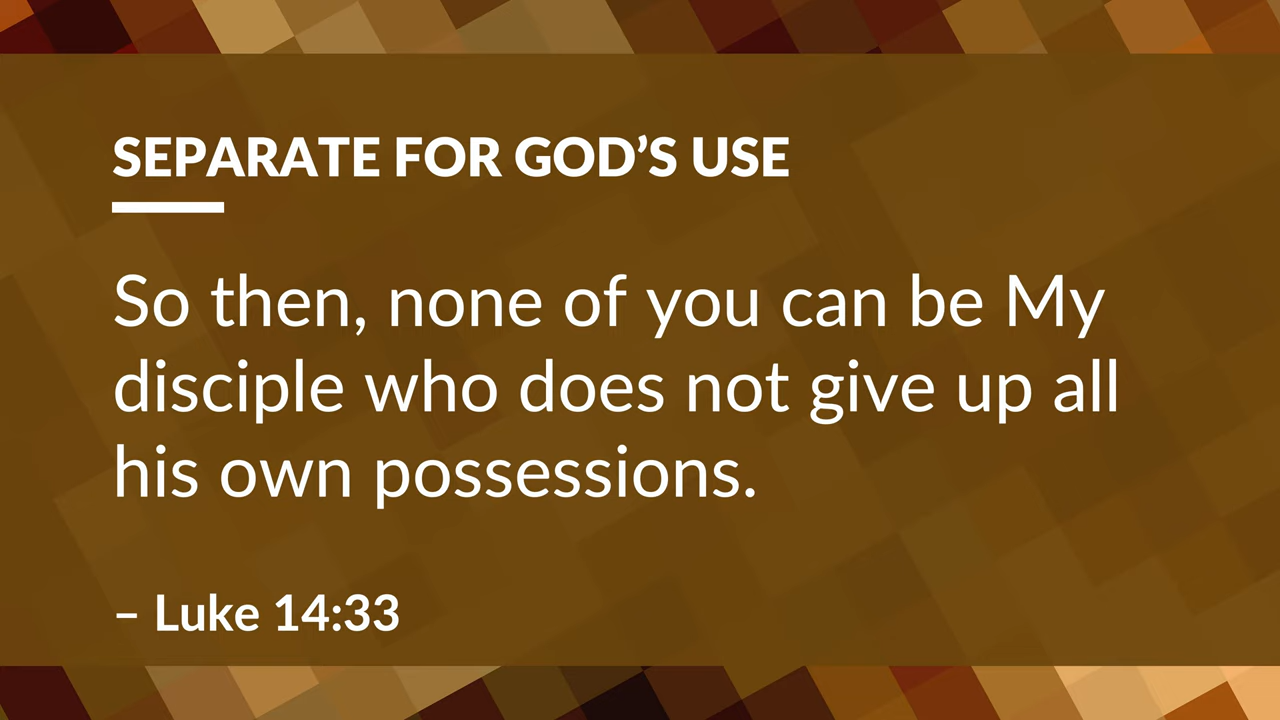 SEPARATE FOR GOD’S USE
So then, none of you can be My
disciple who does not give up all
his own possessions.
– Luke 14:33